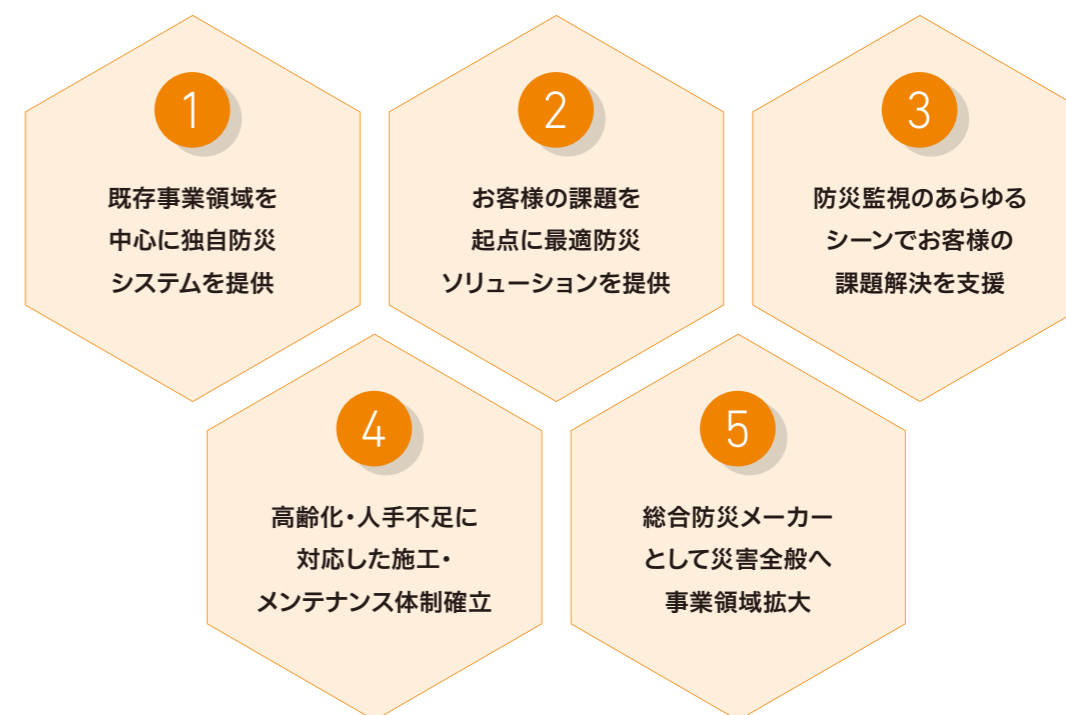 1
既存事業領域を
中心に独自防災
システムを提供
2
お客様の課題を
起点に最適防災
ソリューションを提供
3
防災監視のあらゆる
シーンでお客様の
課題解決を支援
4
高齢化・人手不足に
対応した施工・
メンテナンス体制確立
5
総合防災メーカー
として災害全般へ
事業領域拡大